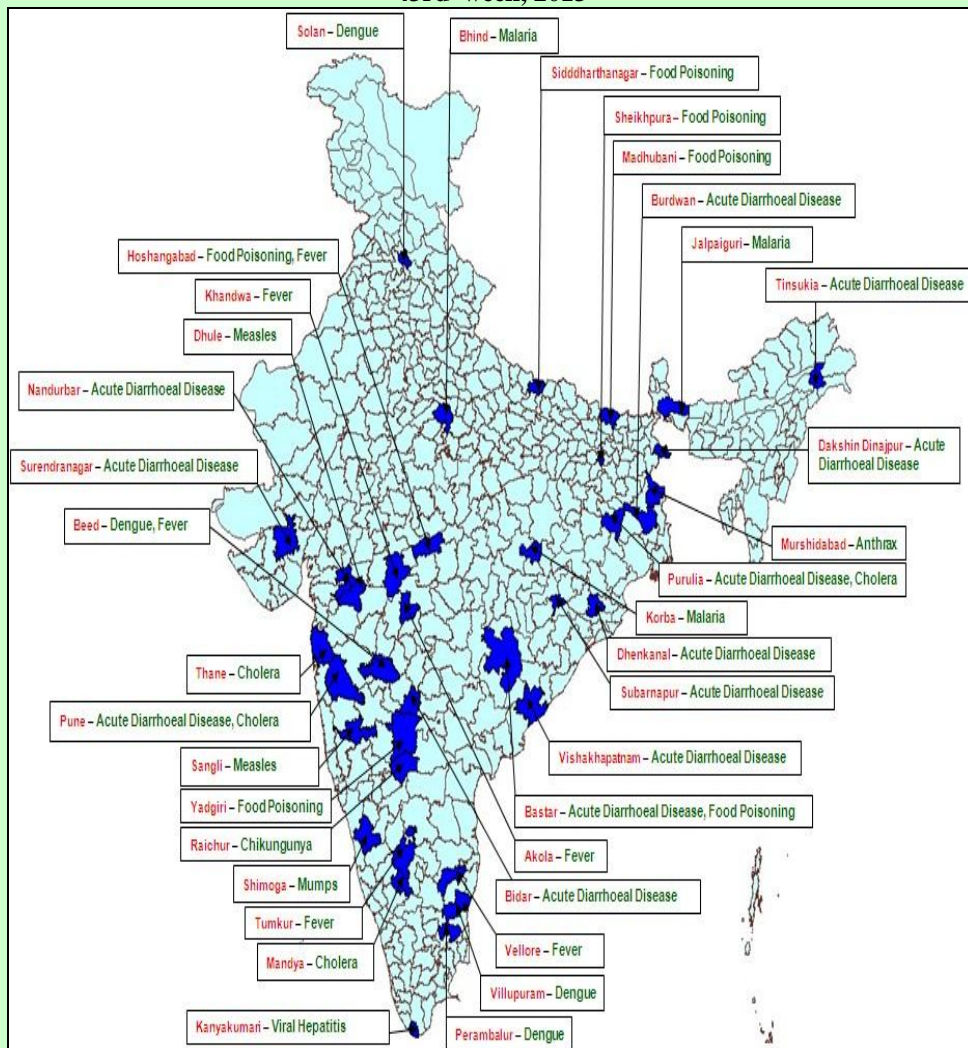 week,
Solan – Dengue
Bhind – Malaria
Sidddharthanagar – Food Poisoning
Sheikhpura – Food Poisoning
Madhubani – Food Poisoning
Burdwan – Acute Diarrhoeal Disease
Jalpaiguri – Malaria
Tinsukia – Acute Diarrhoeal Disease
Hoshangabad – Food Poisoning, Fever
Khandwa – Fever
Dhule – Measles
Nandurbar – Acute Diarrhoeal Disease
Surendranagar – Acute Diarrhoeal Disease
Beed – Dengue, Fever
Dakshin Dinajpur – Acute
Diarrhoeal Disease
Murshidabad – Anthrax
Purulia – Acute Diarrhoeal Disease, Cholera
Korba – Malaria
Dhenkanal – Acute Diarrhoeal Disease
Subarnapur – Acute Diarrhoeal Disease
Thane – Cholera
Pune – Acute Diarrhoeal Disease, Cholera
Sangli – Measles
Yadgiri – Food Poisoning
Raichur – Chikungunya
Shimoga – Mumps
Tumkur – Fever
Mandya – Cholera
Kanyakumari – Viral Hepatitis
Vishakhapatnam – Acute Diarrhoeal Disease
Bastar – Acute Diarrhoeal Disease, Food Poisoning
Akola – Fever
Bidar – Acute Diarrhoeal Disease
Vellore – Fever
Villupuram – Dengue
Perambalur – Dengue